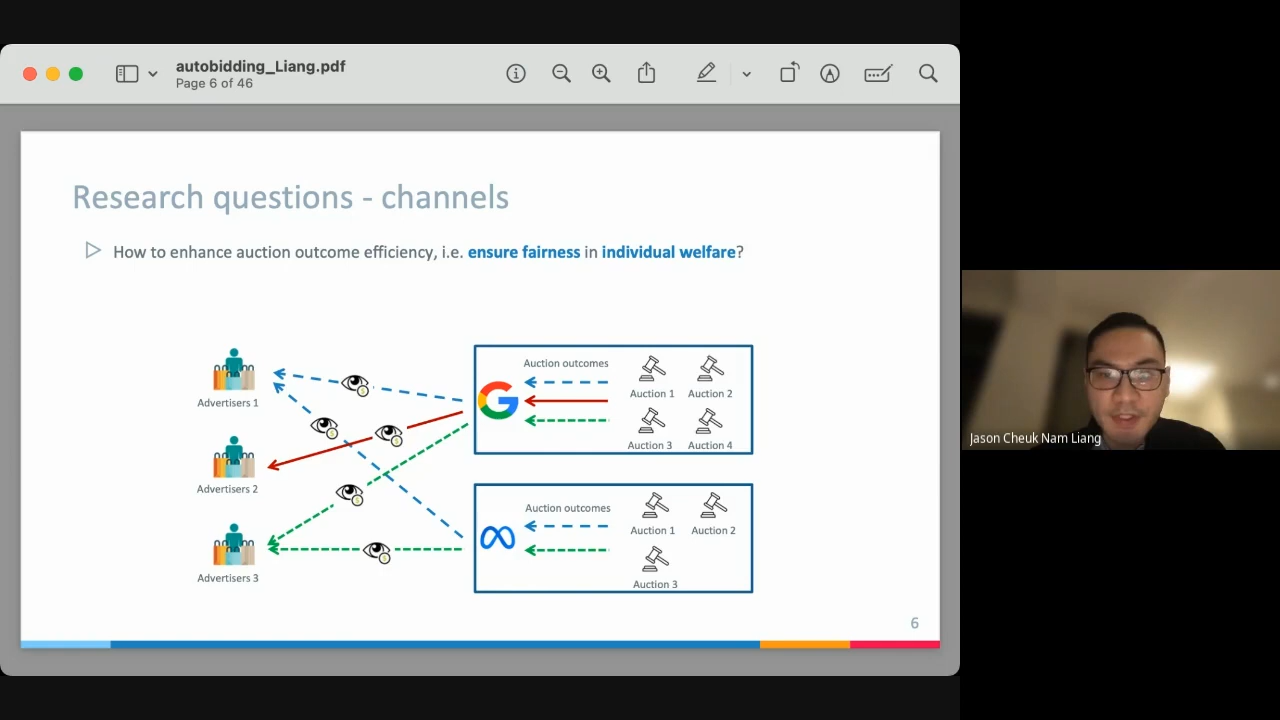 autobidding_Liang.pdf
Page 6 of 46
Research questions - channels
How to enhance auction outcome efficiency, i.e. ensure fairness in individual welfare?
Advertisers 1
Advertisers 2
Advertisers 3
Auction outcomes
Auction 1 Auction 2
Auction 3 Auction 4
Auction outcomes
Auction 1 Auction 2
Auction 3
6
Jason Cheuk Nam Liang